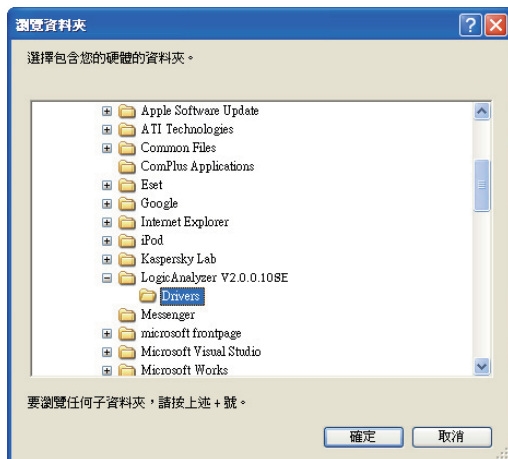 瀏覽資料夾
選擇包含您的硬體的資料夾。
Apple Software Update
ATI Technologies
Common Files
ComPlus Applications
Eset
Google
Internet Explorer
iPod
Kaspersky Lab
LogicAnalyzer V2.0.0.10SE
Drivers
Messenger
microsoft frontpage
Microsoft Visual Studio
Microsoft Works
要瀏覽任何子資料夾，請按上述 + 號。
確定
取消